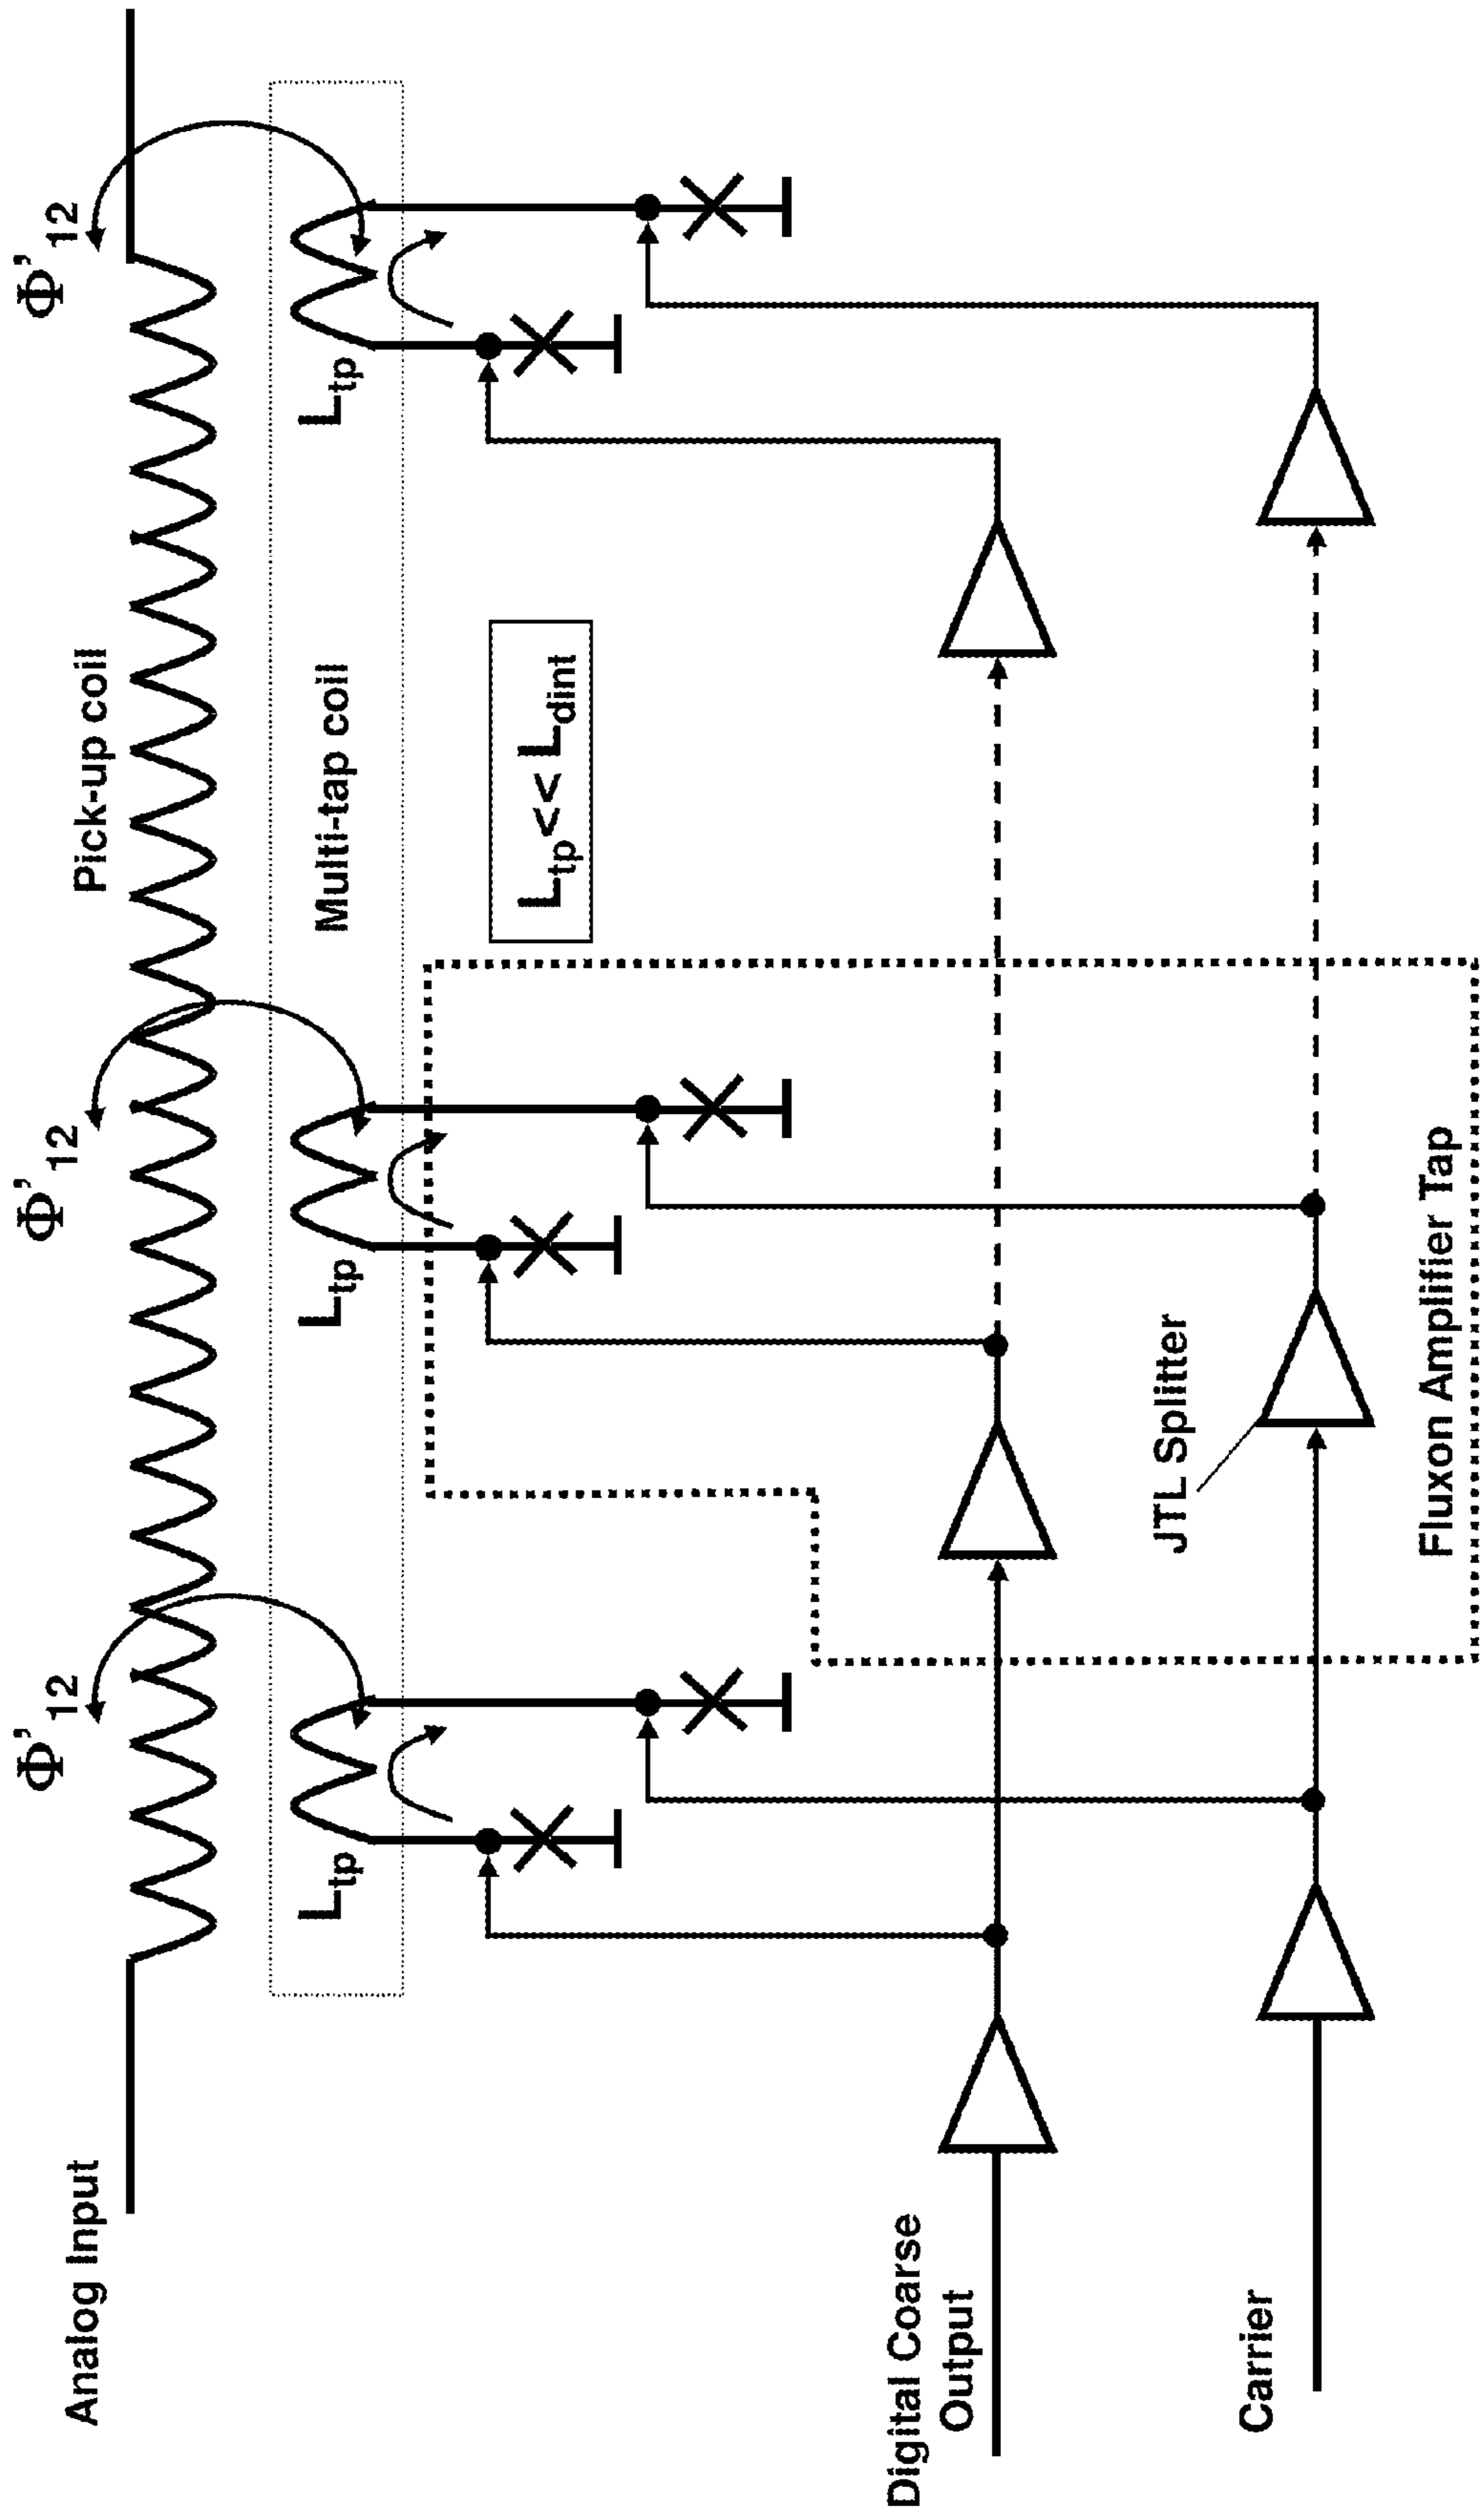 Φ'12
Φ'12
Φ'12
Analog Input
Pick-up coil
Multi-tap coil
Ltp
Ltp
Ltp
Ltp<< Ldint
Digital Coarse
Output
JTL Splitter
Carrier
Fluxon Amplifier Tap